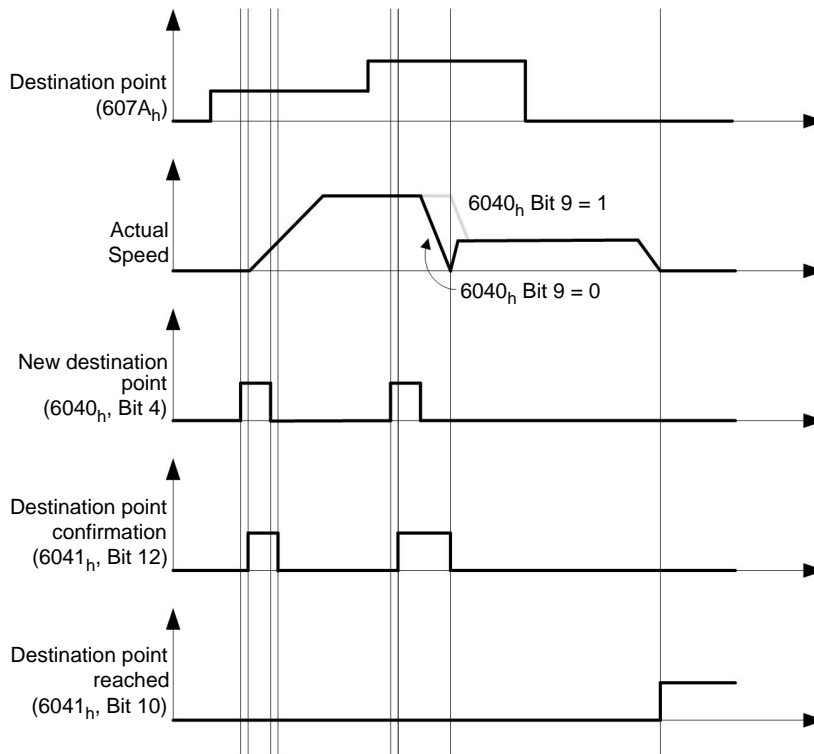 Destination point
(607Aₕ)
6040ₕ Bit 9 = 1
Actual
Speed
6040ₕ Bit 9 = 0
New destination
point
(6040ₕ, Bit 4)
Destination point
confirmation
(6041ₕ, Bit 12)
Destination point
reached
(6041ₕ, Bit 10)